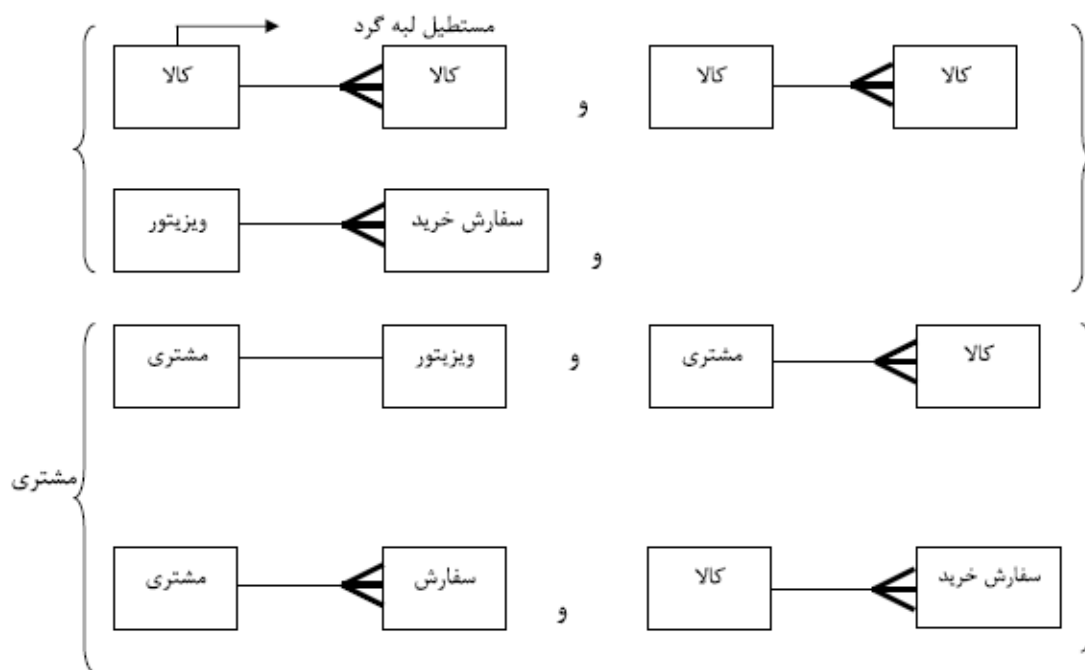 مستطیل لبه گرد
کالا کالا و کالا کالا
ویزیتور سفارش خرید و
مشتری ویزیتور و مشتری کالا
مشتری
مشتری سفارش و کالا سفارش خرید